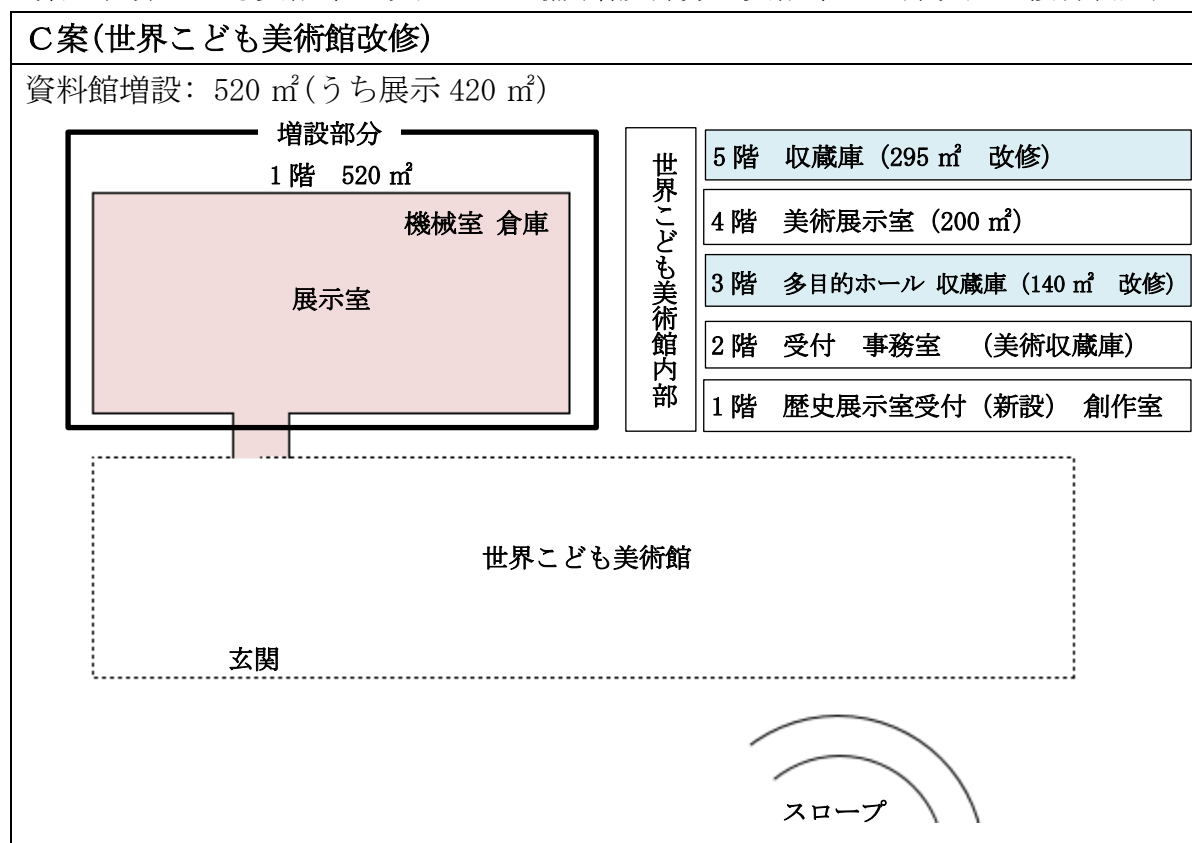 C案(世界こども美術館改修)
資料館増設: 520 ㎡(うち展示 420 ㎡)
増設部分
1階 520 ㎡
機械室 倉庫
展示室
世界こども美術館内部
5階 収蔵庫 (295 ㎡ 改修)
4階 美術展示室 (200 ㎡)
3階 多目的ホール 収蔵庫 (140 ㎡ 改修)
2階 受付 事務室 (美術収蔵庫)
1階 歴史展示室受付 (新設) 創作室
世界こども美術館
玄関
スロープ